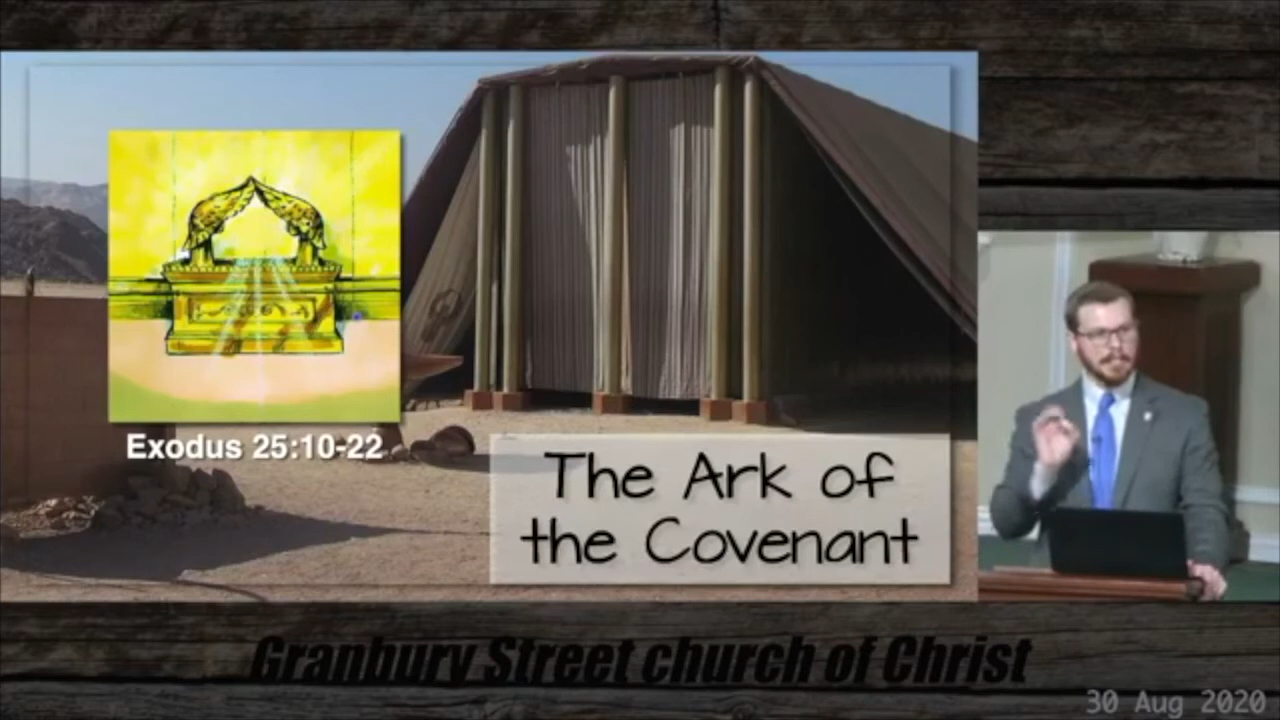 Exodus 25:10-22
The Ark of
the Covenant
Granbury Street church of Christ
30 Aug 2020